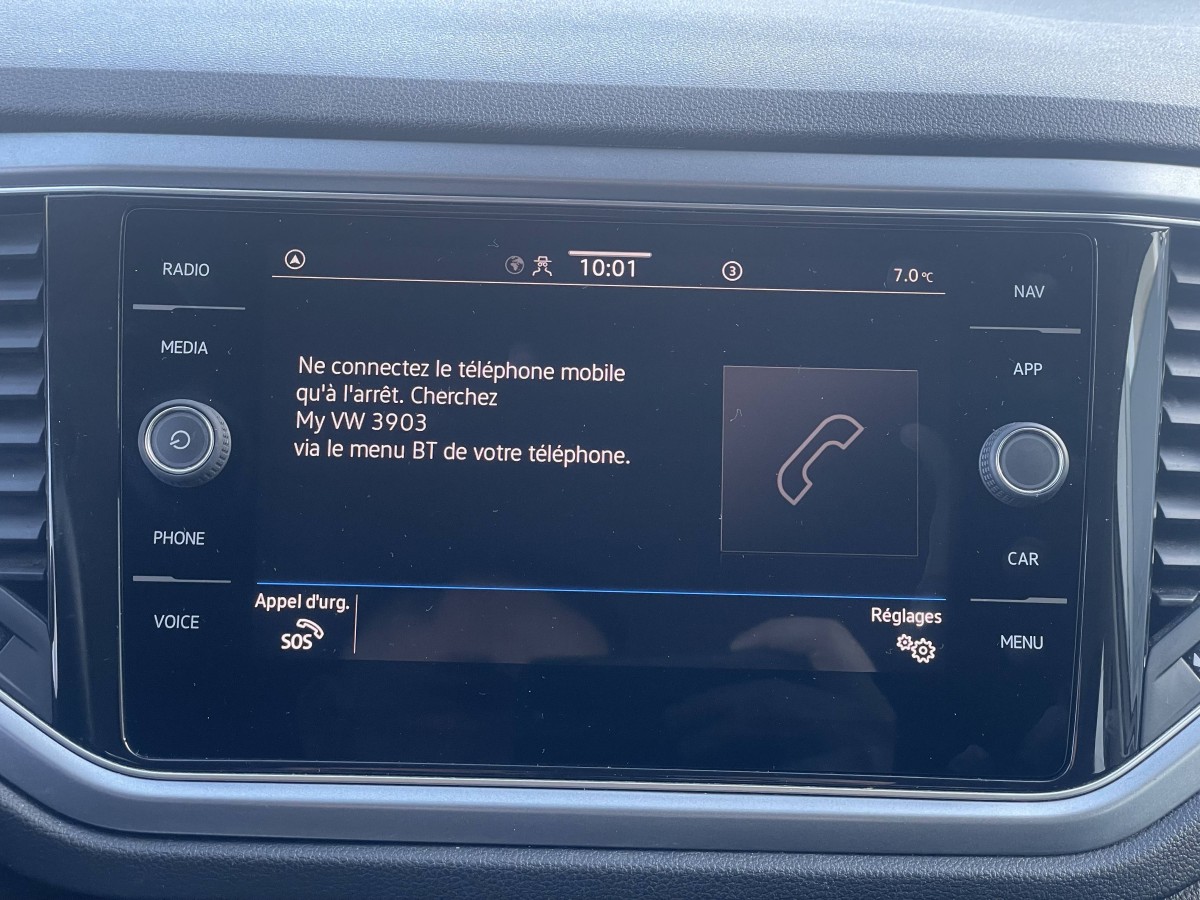 RADIO
MEDIA
PHONE
VOICE
10:01
3
7.0 °C
Ne connectez le téléphone mobile
qu'à l'arrêt. Cherchez
My VW 3903
via le menu BT de votre téléphone.
Appel d'urg.
SOS
Réglages
NAV
APP
CAR
MENU